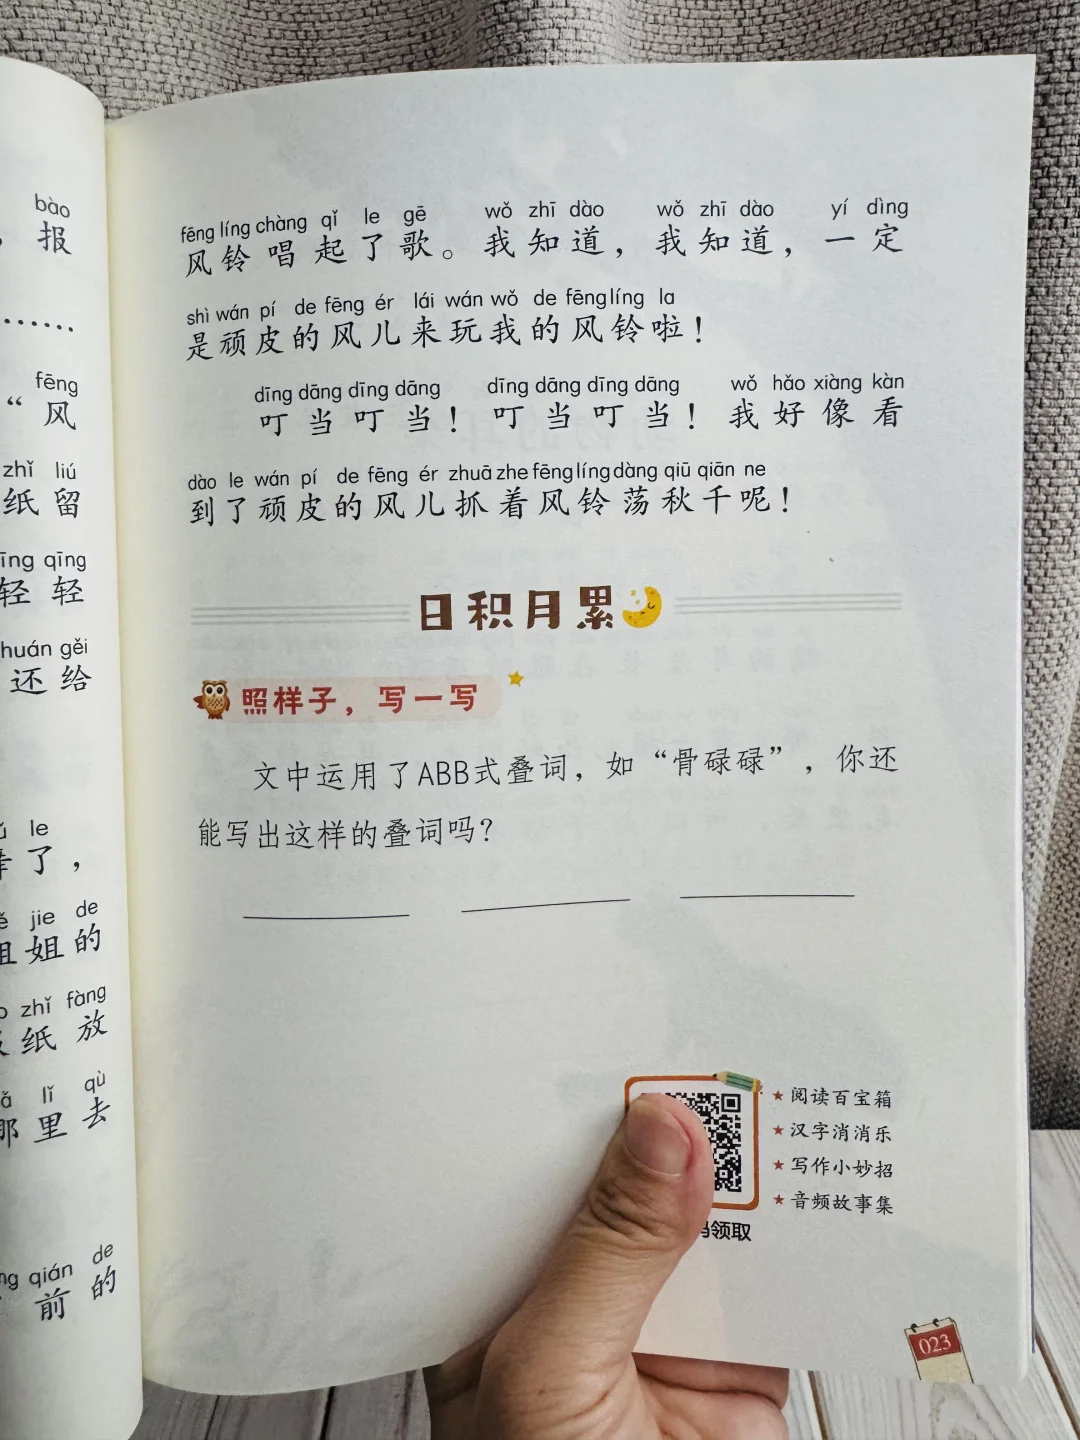 bào
，报
……
fēng
“风
zhǐ liú
纸留
qīng
轻轻
gěi
还给
le
了，
jie de
姐的
zhǐ fàng
纸放
lǐ qù
那里去
qián de
前的
fēng líng chàng qǐ le gē wǒ zhī dào wǒ zhī dào yí dìng
风铃唱起了歌。我知道，我知道，一定
shì wán pí de fēng ér lái wán wǒ de fēng líng la
是顽皮的风儿来玩我的风铃啦！
dīng dāng dīng dāng dīng dāng dīng dāng wǒ hǎo xiàng kàn
叮当叮当！叮当叮当！我好像看
dào le wán pí de fēng ér zhuā zhe fēng líng dàng qiū qiān ne
到了顽皮的风儿抓着风铃荡秋千呢！
日积月累
照样子，写一写
文中运用了ABB式叠词，如“骨碌碌”，你还
能写出这样的叠词吗？
★ 阅读百宝箱
★ 汉字消消乐
★ 写作小妙招
★ 音频故事集
码领取
023